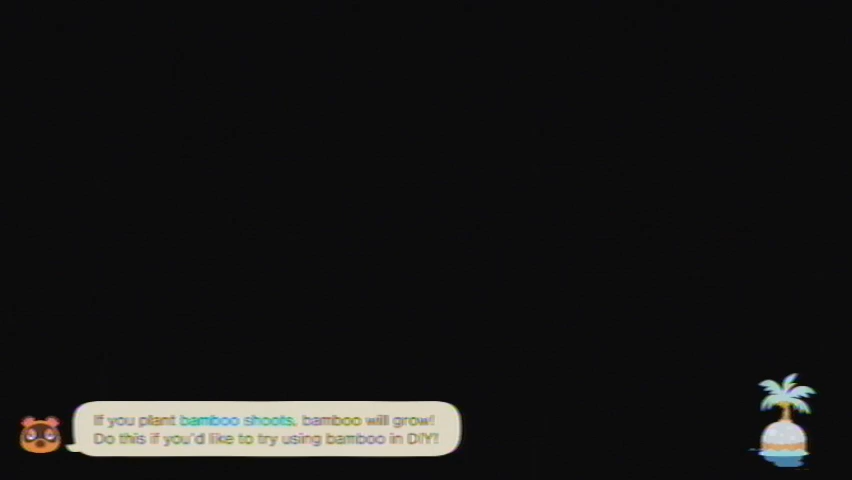 If you plant bamboo shoots, bamboo will grow!
Do this if you'd like to try using bamboo in DIY!